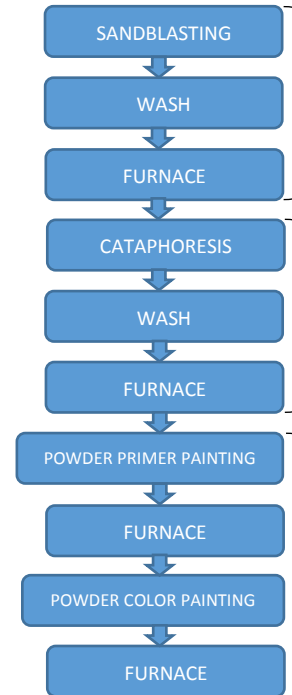 SANDBLASTING
WASH
FURNACE
CATAPHORESIS
WASH
FURNACE
POWDER PRIMER PAINTING
FURNACE
POWDER COLOR PAINTING
FURNACE